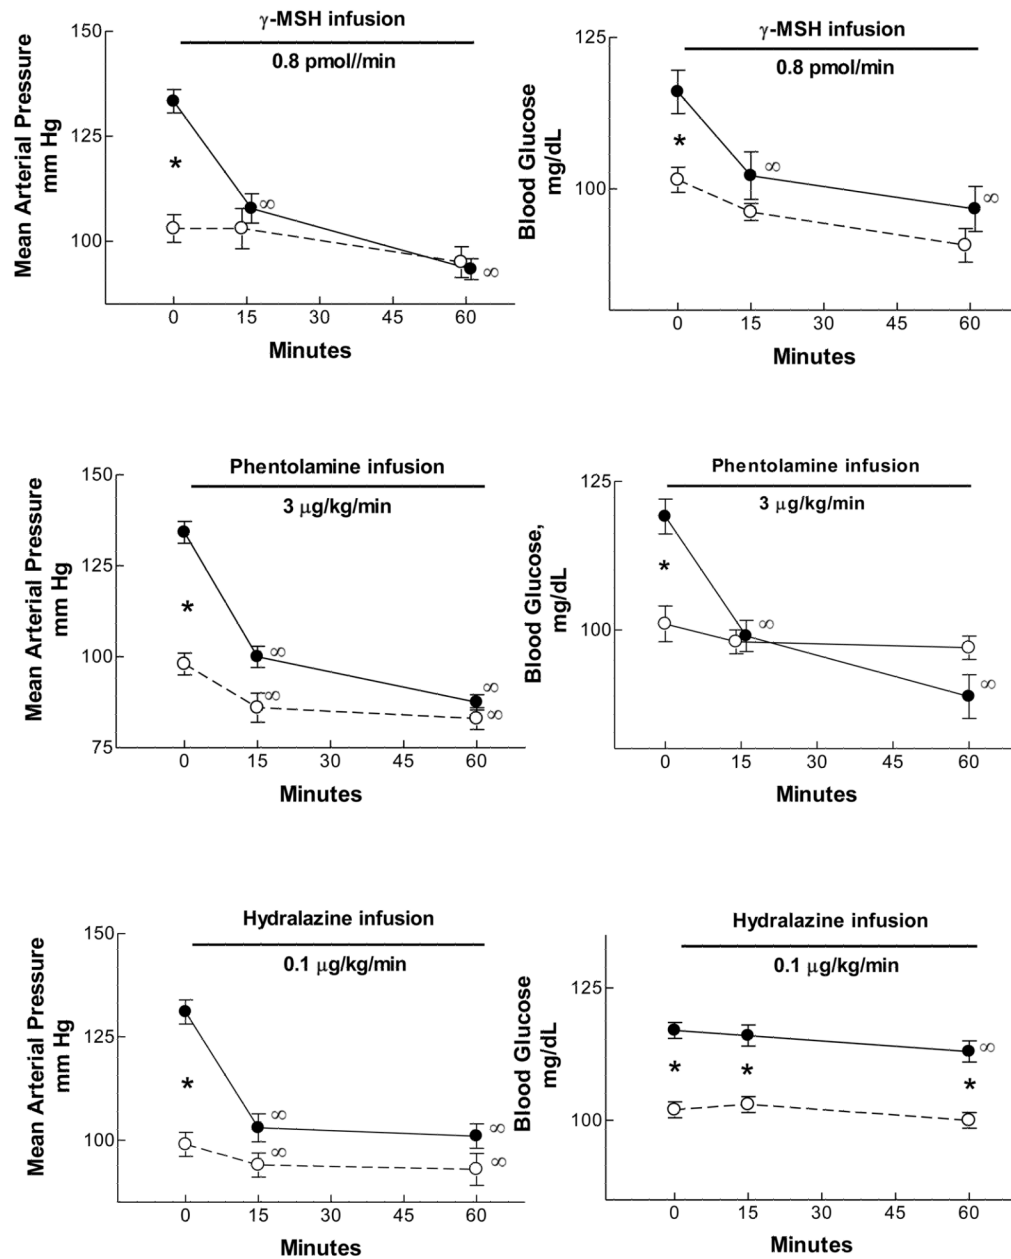 γ-MSH infusion
0.8 pmol//min
Mean Arterial Pressure
mm Hg
150
125
100
*
∞
∞
0 15 30 45 60
Minutes
γ-MSH infusion
0.8 pmol/min
Blood Glucose
mg/dL
125
100
*
∞
∞
0 15 30 45 60
Minutes
Phentolamine infusion
3 μg/kg/min
Mean Arterial Pressure
mm Hg
150
125
100
75
*
∞
∞
∞
∞
0 15 30 45 60
Minutes
Phentolamine infusion
3 μg/kg/min
Blood Glucose,
mg/dL
125
100
*
∞
∞
0 15 30 45 60
Minutes
Hydralazine infusion
0.1 μg/kg/min
Mean Arterial Pressure
mm Hg
150
125
100
*
∞
∞
∞
∞
0 15 30 45 60
Minutes
Hydralazine infusion
0.1 μg/kg/min
Blood Glucose
mg/dL
125
100
* * *
∞
0 15 30 45 60
Minutes